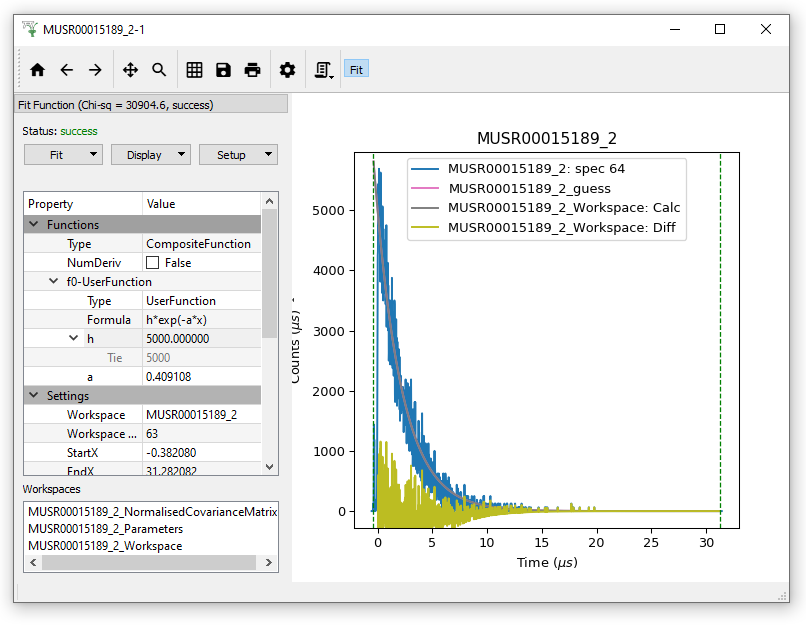 MUSR00015189_2-1
Fit
Fit Function (Chi-sq = 30904.6, success)
Status: success
Fit Display Setup
Property Value
Functions
Type CompositeFunction
NumDeriv False
f0-UserFunction
Type UserFunction
Formula h*exp(-a*x)
h 5000.000000
Tie 5000
a 0.409108
Settings
Workspace MUSR00015189_2
Workspace ... 63
StartX -0.382080
EndX 31.282082
Workspaces
MUSR00015189_2_NormalisedCovarianceMatrix
MUSR00015189_2_Parameters
MUSR00015189_2_Workspace
MUSR00015189_2
MUSR00015189_2: spec 64
MUSR00015189_2_guess
MUSR00015189_2_Workspace: Calc
MUSR00015189_2_Workspace: Diff
5000
4000
3000
2000
1000
0
Counts (μs)
0 5 10 15 20 25 30
Time (μs)